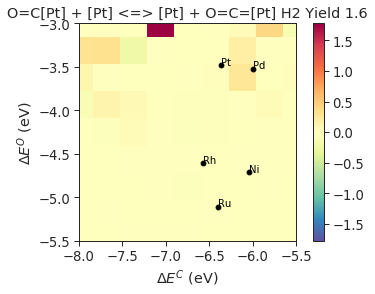 O=C[Pt] + [Pt] <=> [Pt] + O=C=[Pt] H2 Yield 1.6
−3.0
−3.5
−4.0
−4.5
−5.0
−5.5
ΔE^O (eV)
Pt
Pd
Rh
Ni
Ru
−8.0 −7.5 −7.0 −6.5 −6.0 −5.5
ΔE^C (eV)
1.5
1.0
0.5
0.0
−0.5
−1.0
−1.5